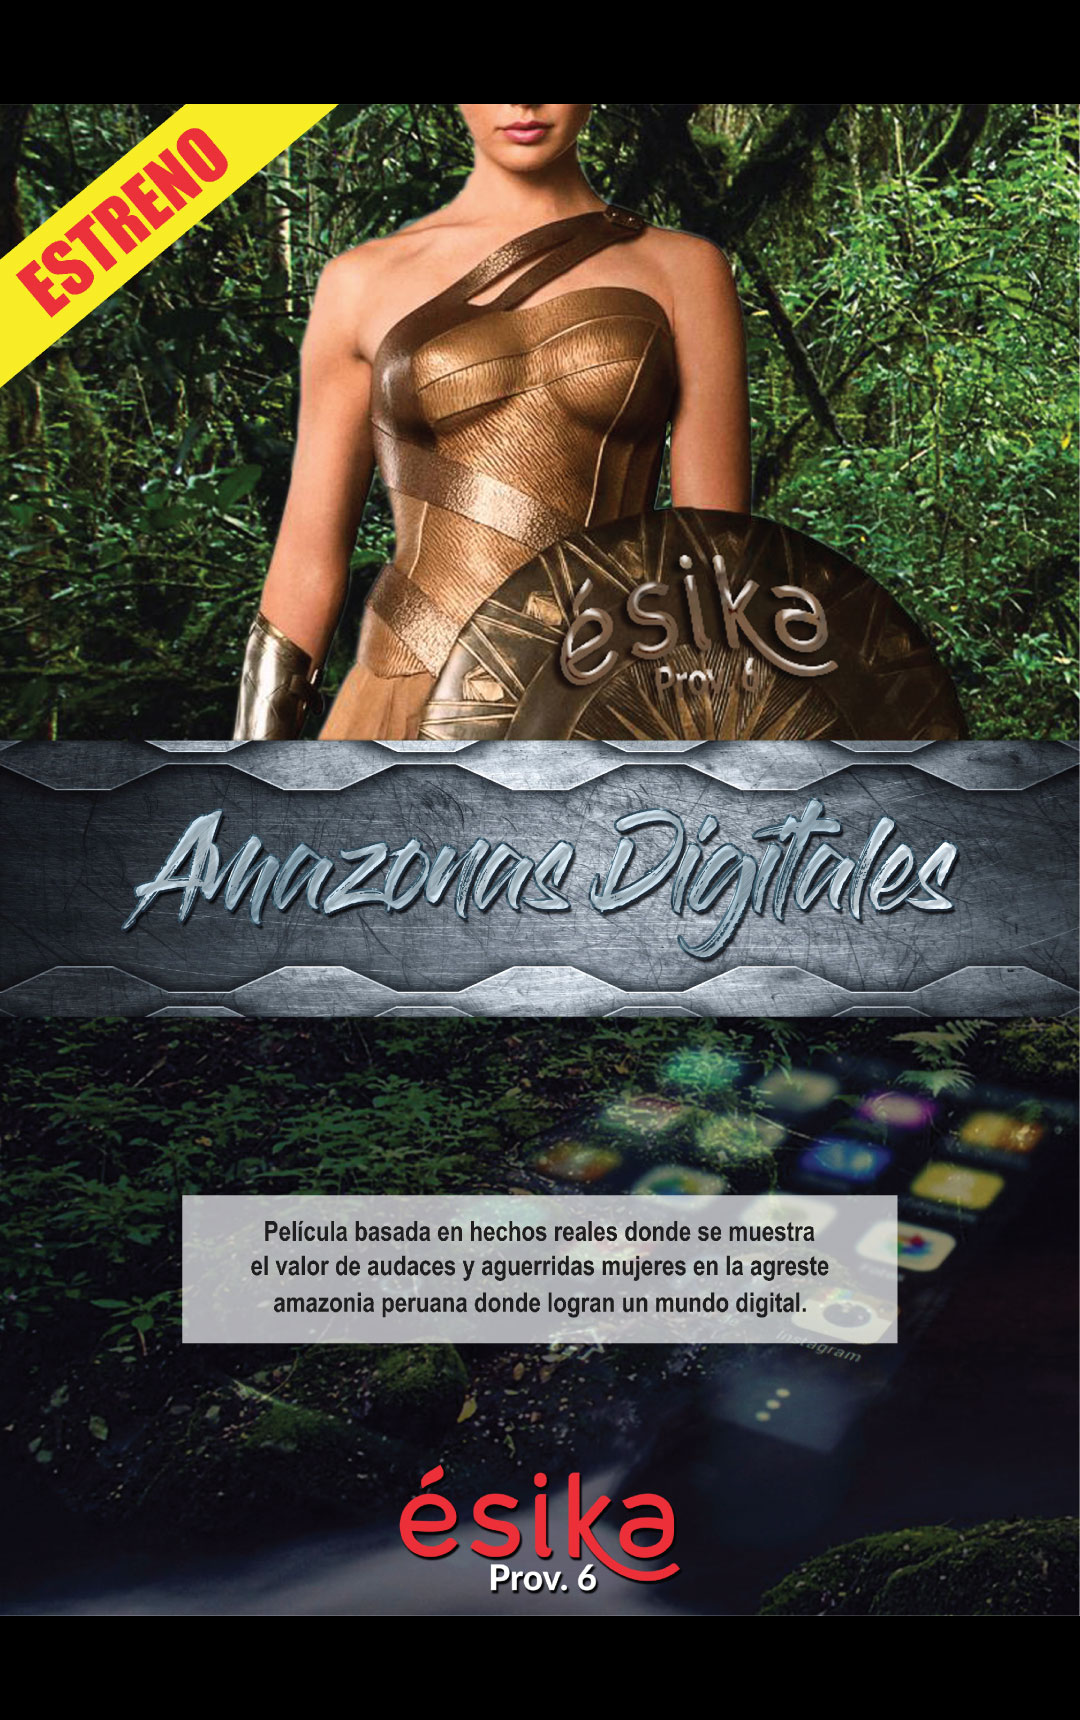 ESTRENO
ésika
Prov. 6
Amazonas Digitales
Película basada en hechos reales donde se muestra
el valor de audaces y aguerridas mujeres en la agreste
amazonia peruana donde logran un mundo digital.
Instagram
ésika
Prov. 6